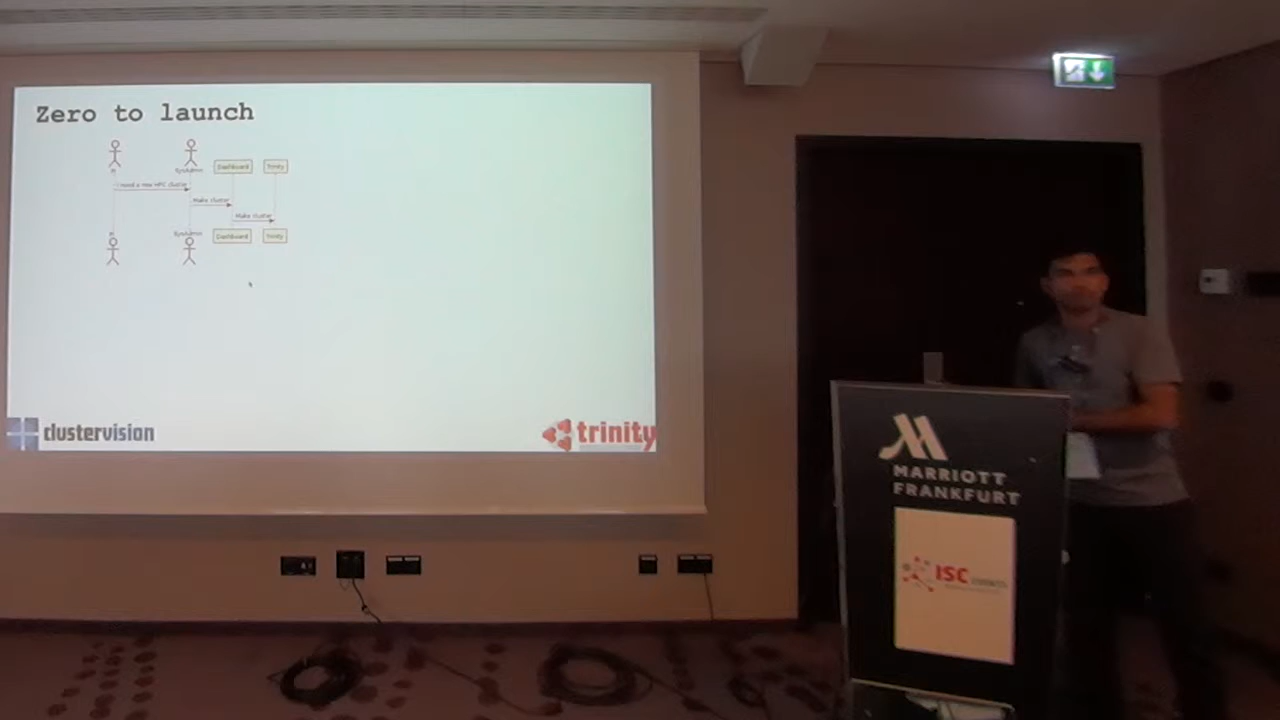 Zero to launch
SysAdmin
Dashboard
Trinity
I need a new HPC cluster
Make cluster
Make cluster
SysAdmin
Dashboard
Trinity
clustervision
trinity
MARRIOTT
FRANKFURT
ISC